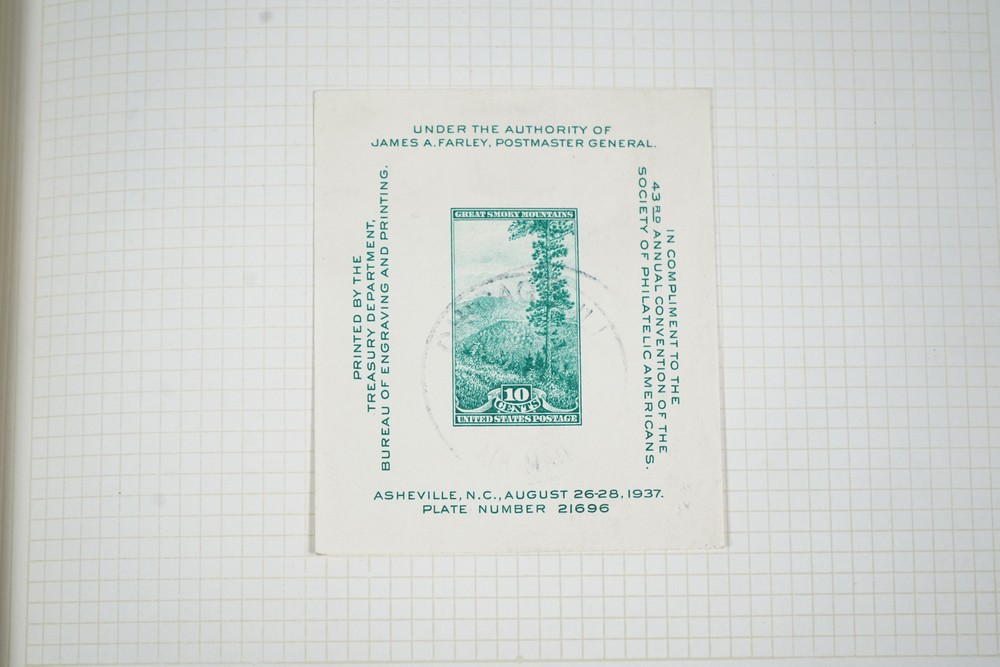 UNDER THE AUTHORITY OF
JAMES A. FARLEY, POSTMASTER GENERAL.
PRINTED BY THE
TREASURY DEPARTMENT,
BUREAU OF ENGRAVING AND PRINTING.
GREAT SMOKY MOUNTAINS
10
CENTS
UNITED STATES POSTAGE
IN COMPLIMENT TO THE
43RD ANNUAL CONVENTION OF THE
SOCIETY OF PHILATELIC AMERICANS.
ASHEVILLE, N.C., AUGUST 26-28, 1937.
PLATE NUMBER 21696